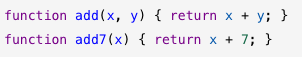 function add(x, y) { return x + y; }
function add7(x) { return x + 7; }